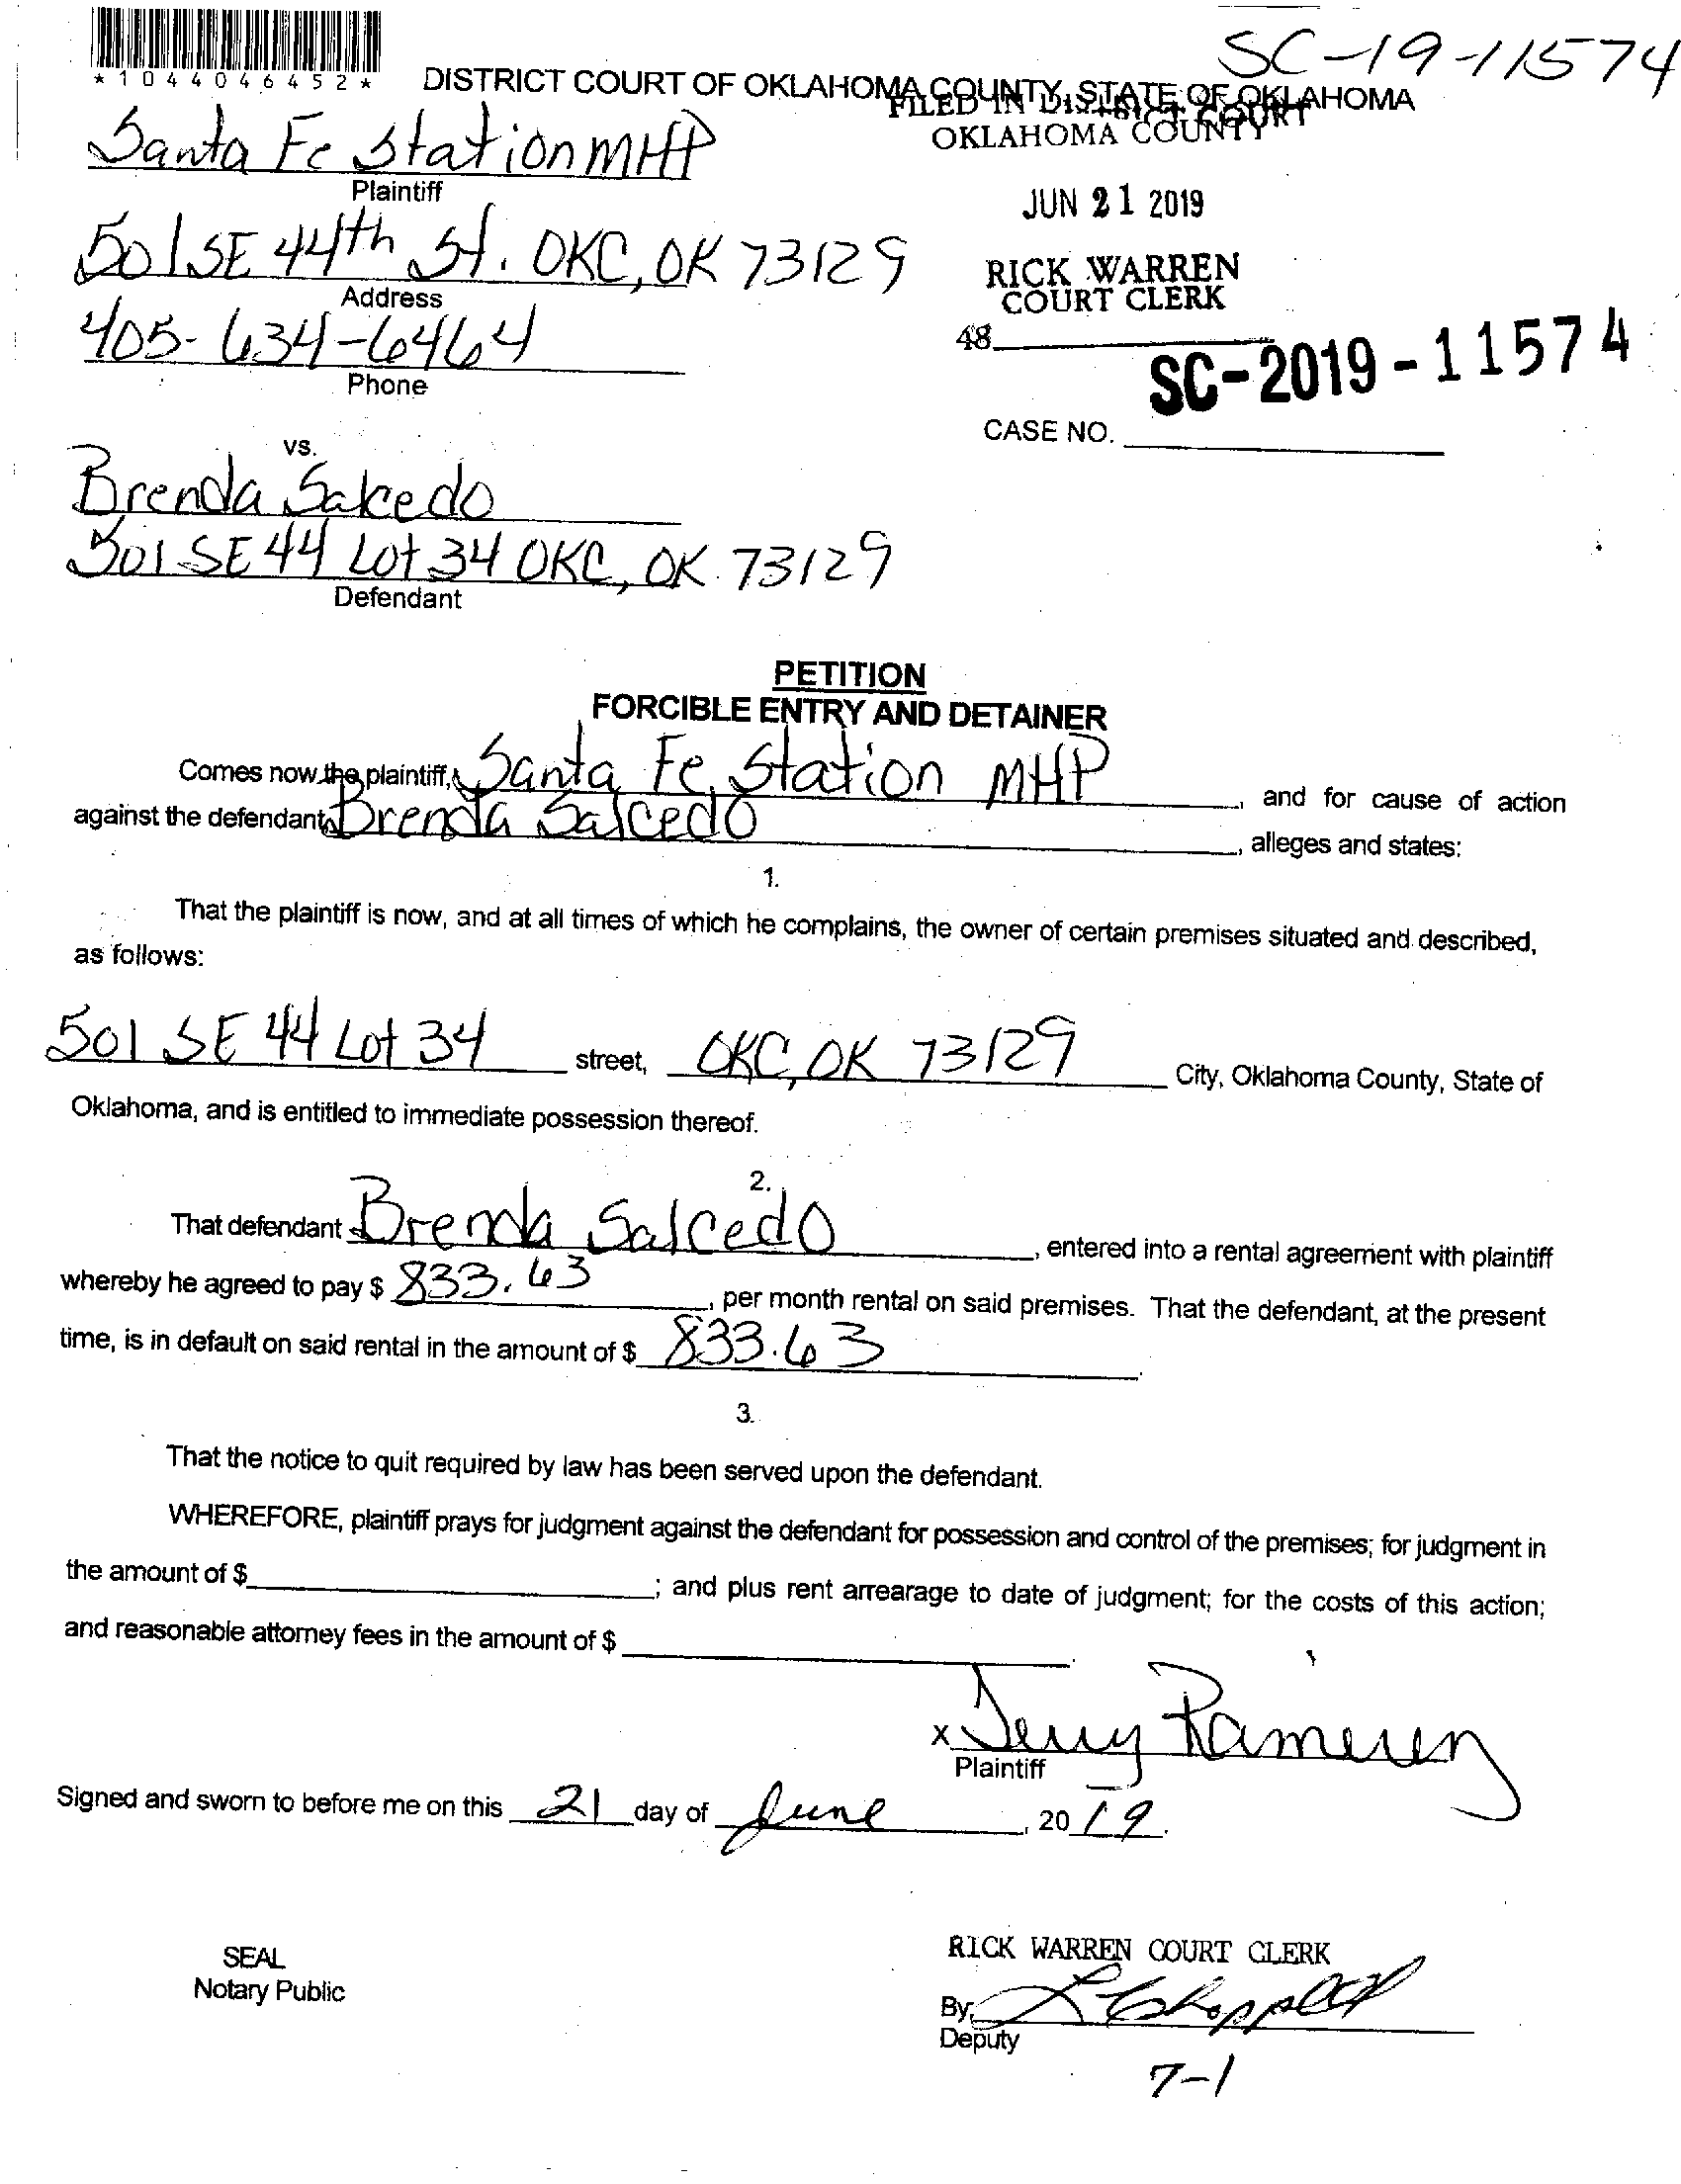 SC-19-11574
*1044046452*
DISTRICT COURT OF OKLAHOMA COUNTY, STATE OF OKLAHOMA
FILED IN DISTRICT COURT
OKLAHOMA COUNTY
Santa Fe Station MHP
Plaintiff
JUN 21 2019
501 SE 44th St. OKC, OK 73129
Address
RICK WARREN
COURT CLERK
405-634-6464
Phone
48
SC-2019-11574
CASE NO.
vs.
Brenda Salcedo
501 SE 44 Lot 34 OKC, OK 73129
Defendant
PETITION
FORCIBLE ENTRY AND DETAINER
Comes now the plaintiff, Santa Fe Station MHP, and for cause of action
against the defendant, Brenda Salcedo, alleges and states:
1.
That the plaintiff is now, and at all times of which he complains, the owner of certain premises situated and described,
as follows:
501 SE 44 Lot 34 street, OKC, OK 73129 City, Oklahoma County, State of
Oklahoma, and is entitled to immediate possession thereof.
2.
That defendant Brenda Salcedo, entered into a rental agreement with plaintiff
whereby he agreed to pay $ 833.63, per month rental on said premises. That the defendant, at the present
time, is in default on said rental in the amount of $ 833.63.
3.
That the notice to quit required by law has been served upon the defendant.
WHEREFORE, plaintiff prays for judgment against the defendant for possession and control of the premises; for judgment in
the amount of $ ; and plus rent arrearage to date of judgment; for the costs of this action;
and reasonable attorney fees in the amount of $ .
x Jerry Ramirez
Plaintiff
Signed and sworn to before me on this 21 day of June, 2019.
SEAL
Notary Public
RICK WARREN COURT CLERK
By,
Deputy
7-1